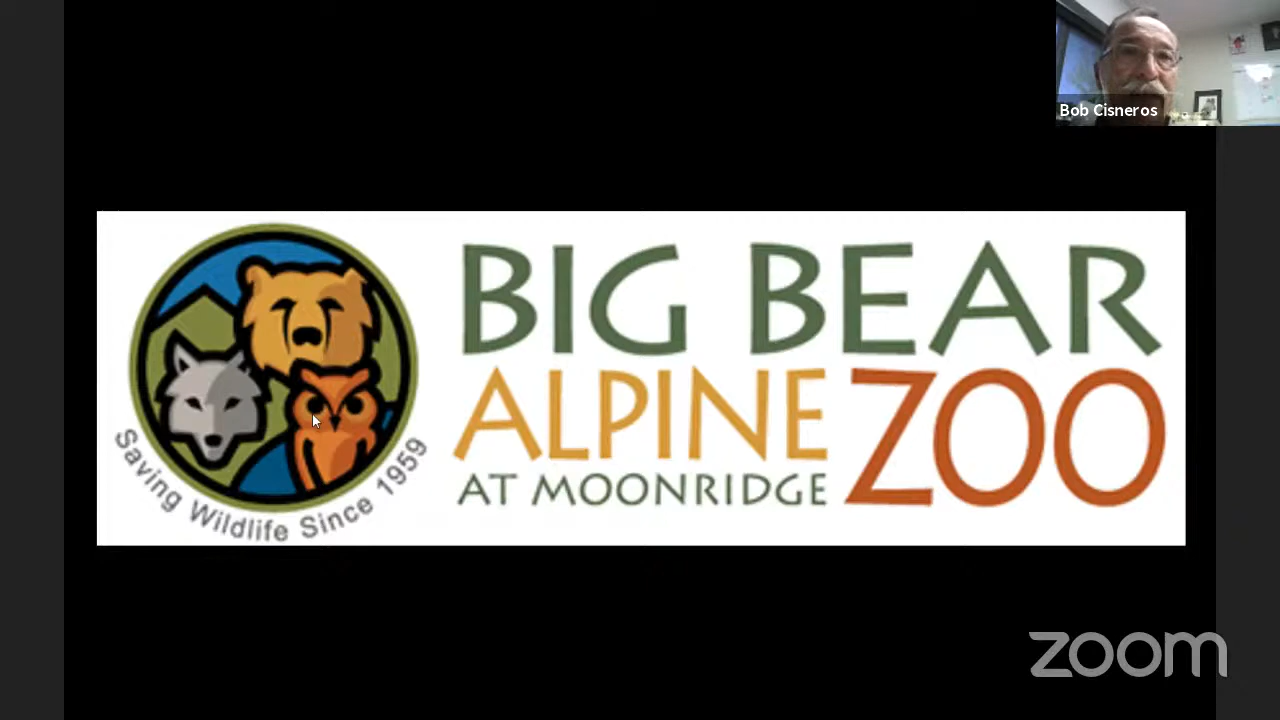 Bob Cisneros
BIG BEAR
ALPINE ZOO
AT MOONRIDGE
Saving Wildlife Since 1959
zoom